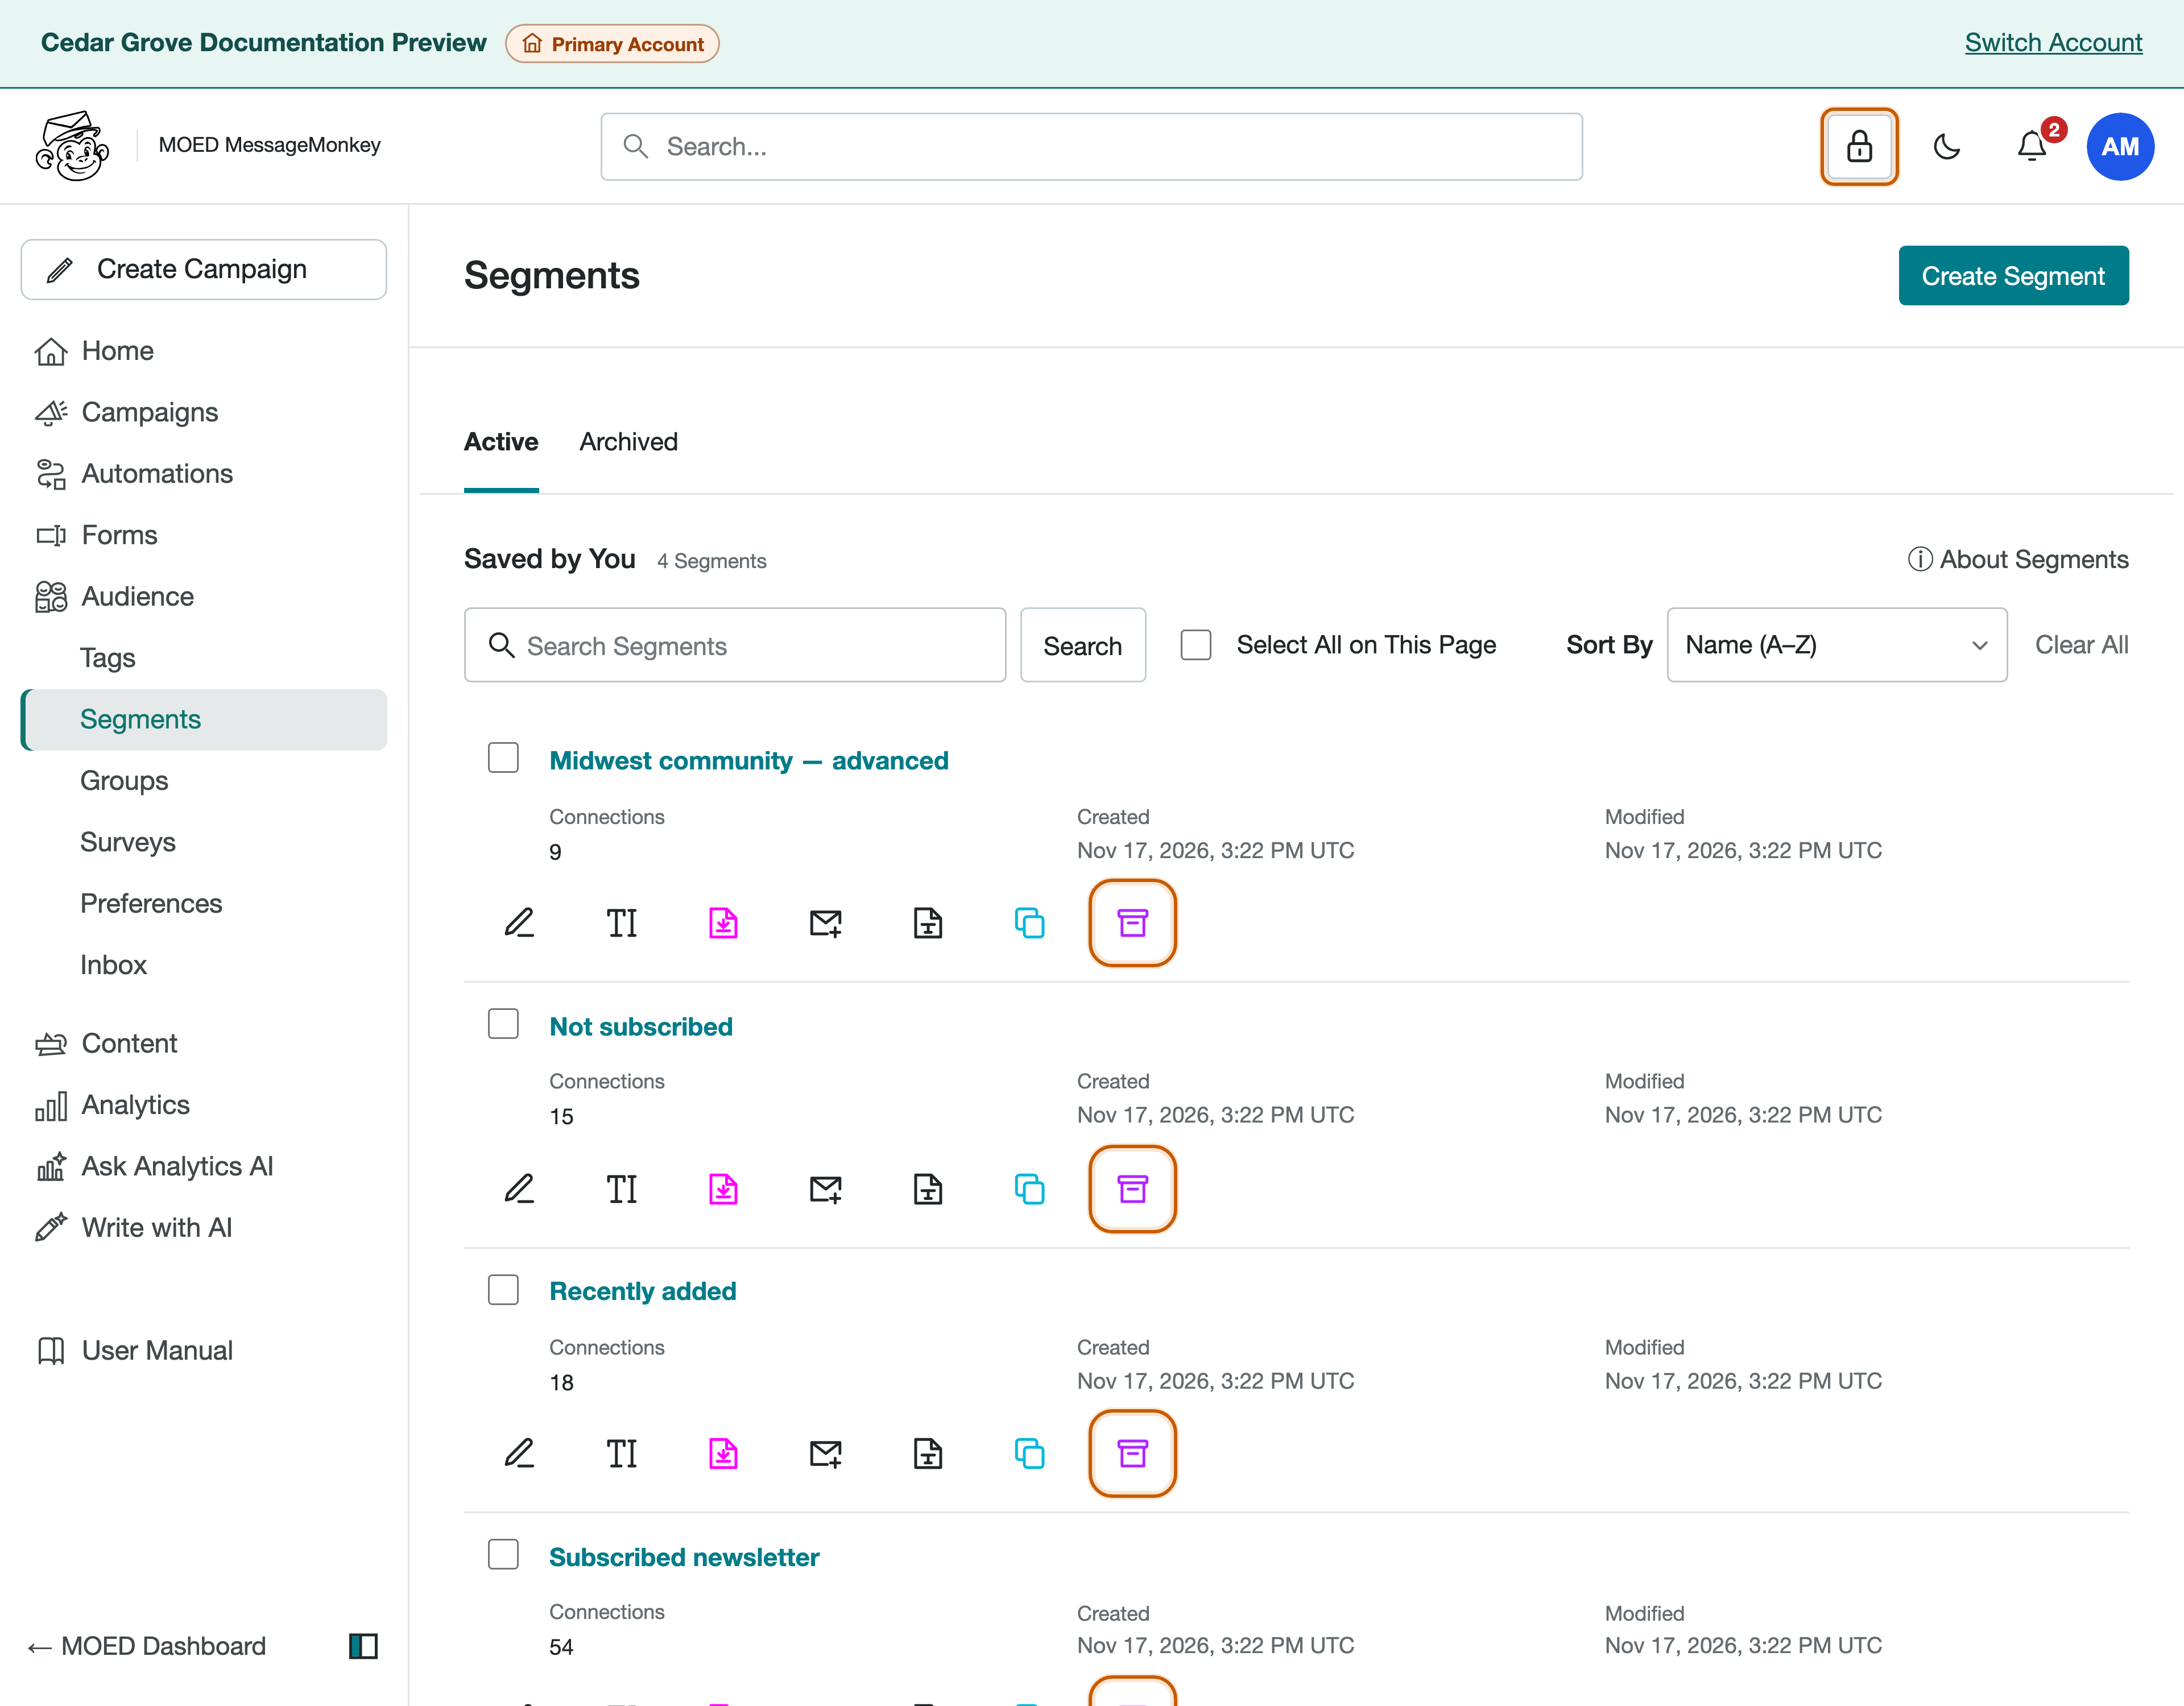 Cedar Grove Documentation Preview
Primary Account
Switch Account
MOED MessageMonkey
Search...
2
AM
Create Campaign
Home
Campaigns
Automations
Forms
Audience
Tags
Segments
Groups
Surveys
Preferences
Inbox
Content
Analytics
Ask Analytics AI
Write with AI
User Manual
← MOED Dashboard
Segments
Create Segment
Active
Archived
Saved by You
4 Segments
About Segments
Search Segments
Search
Select All on This Page
Sort By
Name (A–Z)
Clear All
Midwest community — advanced
Connections
9
Created
Nov 17, 2026, 3:22 PM UTC
Modified
Nov 17, 2026, 3:22 PM UTC
Not subscribed
Connections
15
Created
Nov 17, 2026, 3:22 PM UTC
Modified
Nov 17, 2026, 3:22 PM UTC
Recently added
Connections
18
Created
Nov 17, 2026, 3:22 PM UTC
Modified
Nov 17, 2026, 3:22 PM UTC
Subscribed newsletter
Connections
54
Created
Nov 17, 2026, 3:22 PM UTC
Modified
Nov 17, 2026, 3:22 PM UTC